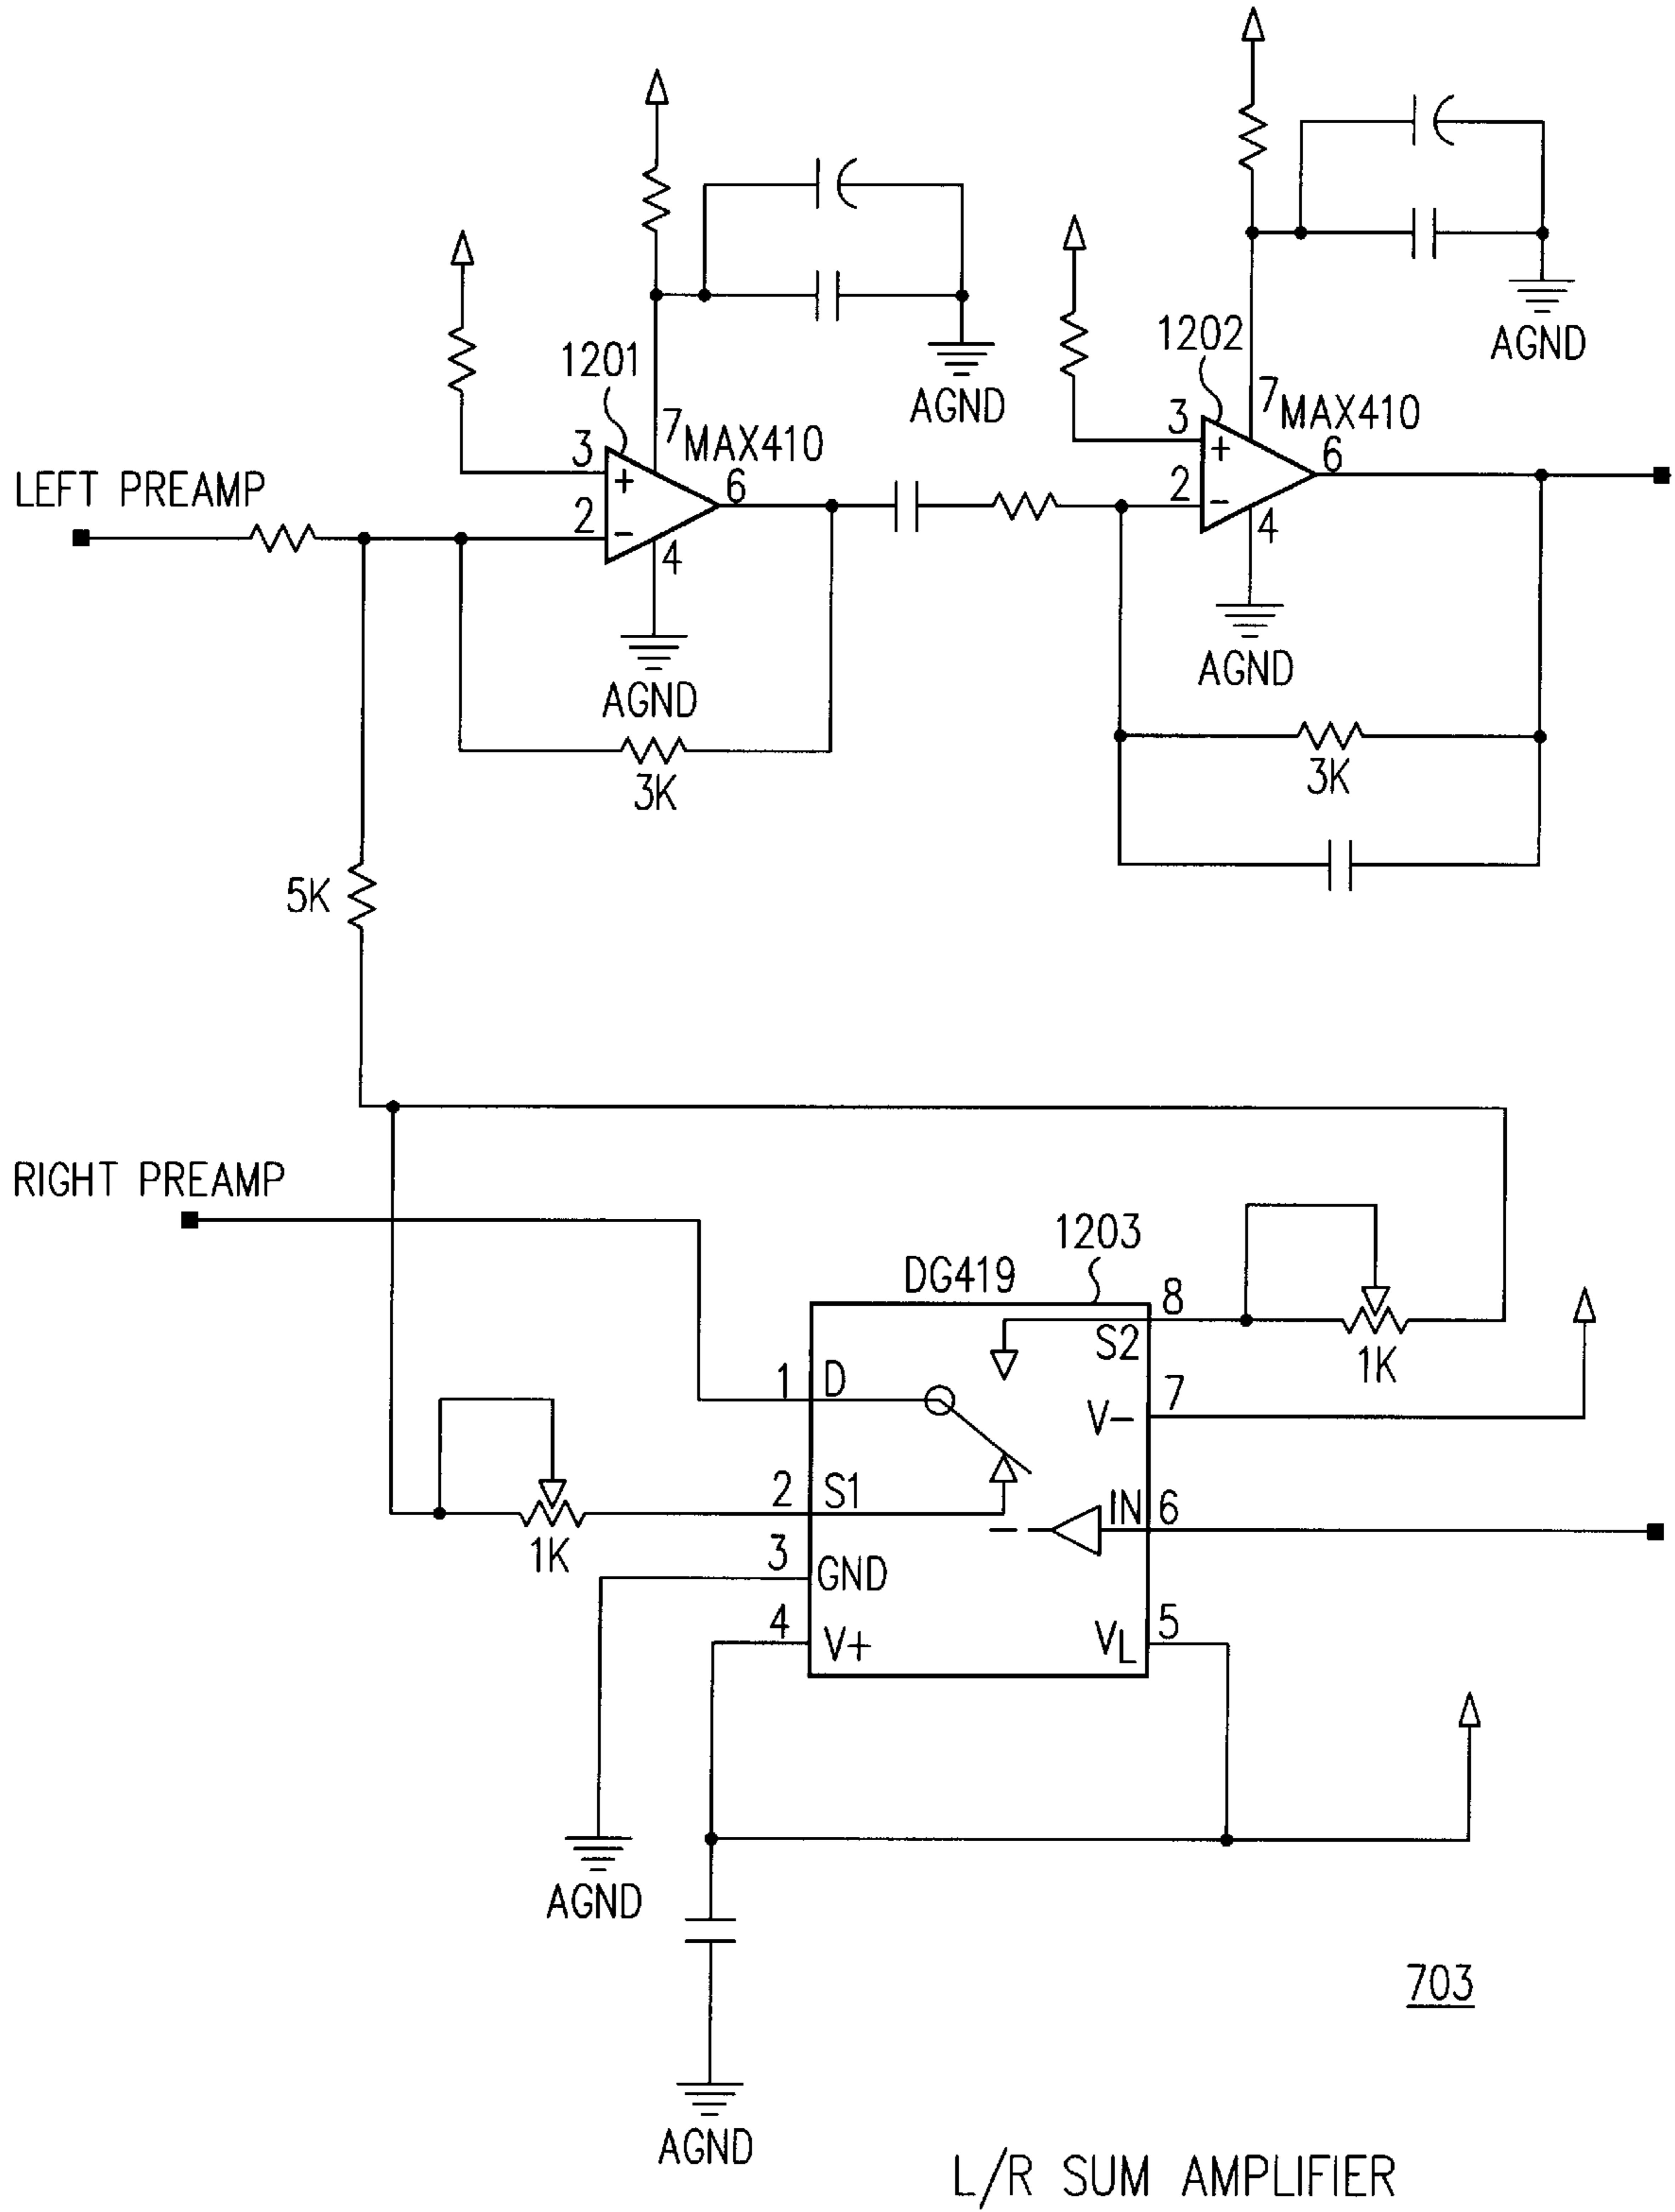 1202
7
MAX410
3
+
6
2
-
4
AGND
AGND
1201
7
MAX410
3
+
6
2
-
4
AGND
AGND
LEFT PREAMP
3K
3K
5K
RIGHT PREAMP
1203
DG419
8
S2
1K
1
D
7
V-
2
S1
1K
IN
6
3
GND
4
V+
5
VL
AGND
AGND
703
L/R SUM AMPLIFIER